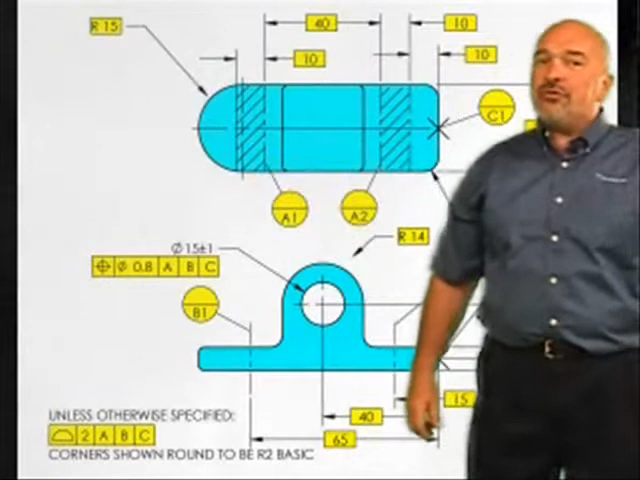 R 15
40
10
10
10
C1
A1
A2
R 14
Ø 15±1
⌖ Ø 0.8 A B C
B1
15
40
65
UNLESS OTHERWISE SPECIFIED:
⌓ 2 A B C
CORNERS SHOWN ROUND TO BE R2 BASIC